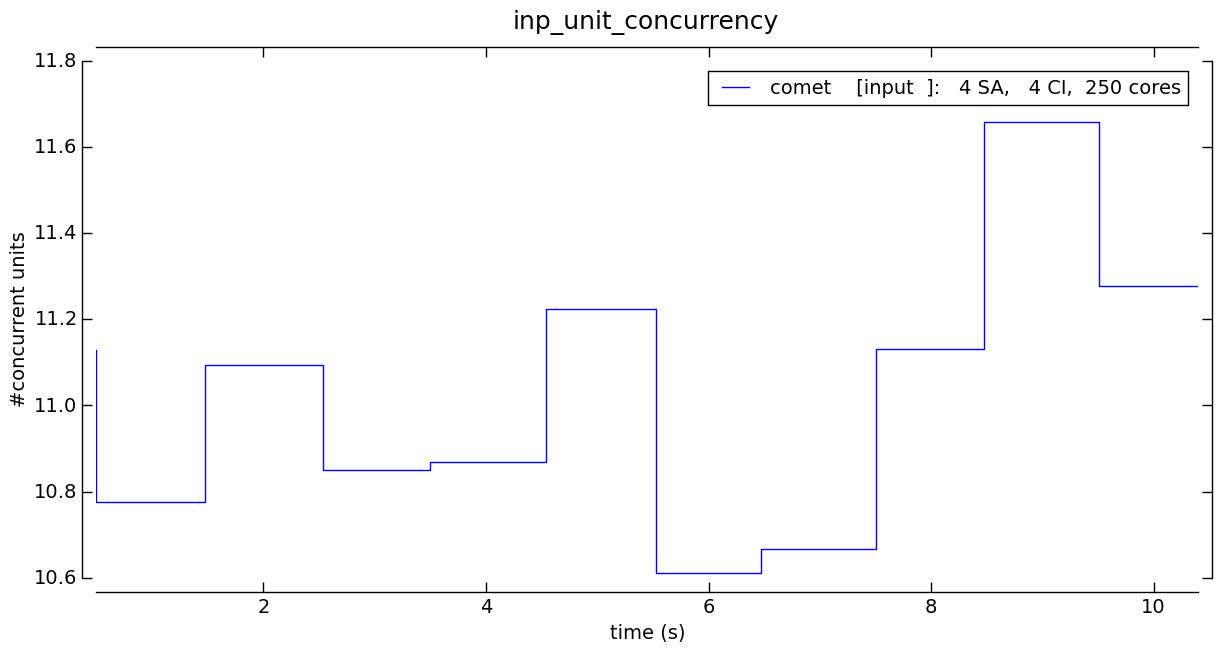 inp_unit_concurrency
11.8
11.6
11.4
11.2
11.0
10.8
10.6
#concurrent units
comet    [input  ]:   4 SA,   4 CI,  250 cores
2 4 6 8 10
time (s)